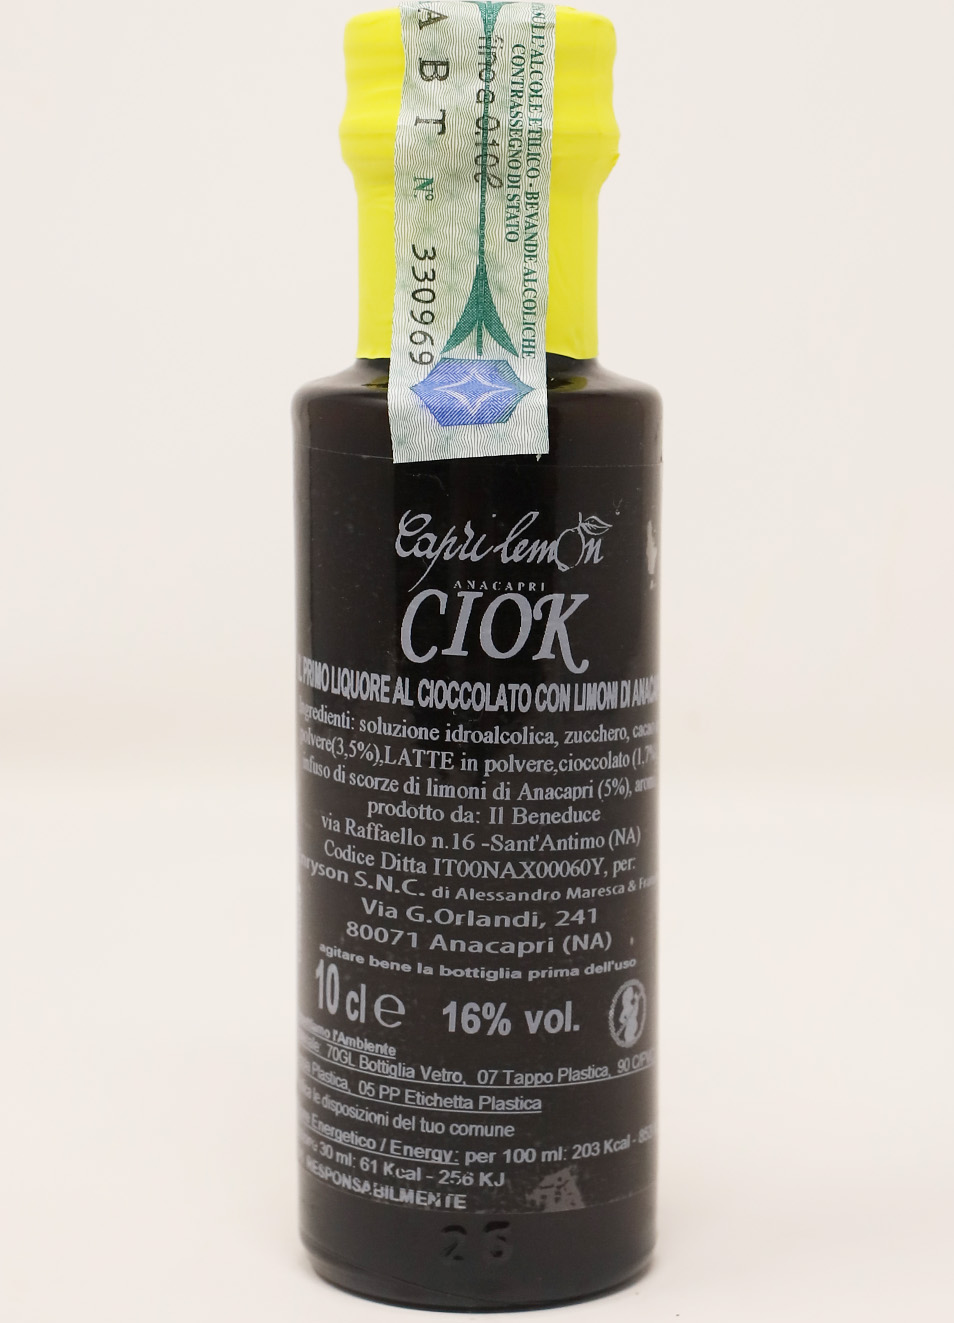 SULL'ALCOLE ETILICO - BEVANDE ALCOLICHE
CONTRASSEGNO DI STATO
fino a
ABT N° 330969
Capri lemon
ANACAPRI
CIOK
PRIMO LIQUORE AL CIOCCOLATO CON LIMONI DI
ingredienti: soluzione idroalcolica, zucchero,
polvere(3,5%),LATTE in polvere,cioccolato (1,7%
infuso di scorze di limoni di Anacapri (5%),
prodotto da: Il Beneduce
via Raffaello n.16 -Sant'Antimo (NA)
Codice Ditta IT00NAX00060Y, per:
S.N.C. di Alessandro Maresca &
Via G.Orlandi, 241
80071 Anacapri (NA)
agitare bene la bottiglia prima dell'uso
10 cl e 16% vol.
l'Ambiente
70GL Bottiglia Vetro, 07 Tappo Plastica, 90
Plastica, 05 PP Etichetta Plastica
le disposizioni del tuo comune
Energetico / Energy: per 100 ml: 203 Kcal -
30 ml: 61 Kcal - 256 KJ
RESPONSABILMENTE